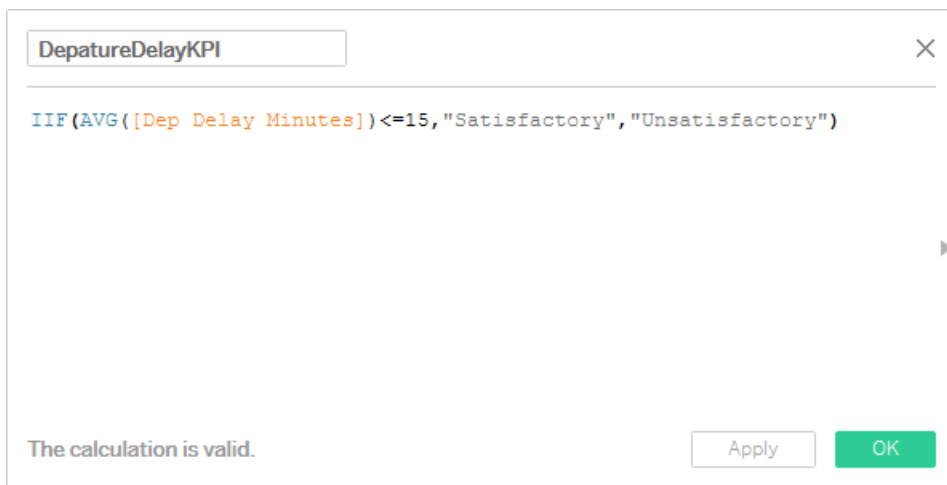 DepatureDelayKPI
IIF(AVG([Dep Delay Minutes])<=15,"Satisfactory","Unsatisfactory")
The calculation is valid.
Apply
OK